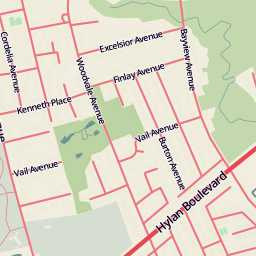 Cordelia Avenue
Excelsior Avenue
Bayview Avenue
Woodvale Avenue
Finlay Avenue
Kenneth Place
Vail Avenue
Burton Avenue
Vail Avenue
Hylan Boulevard